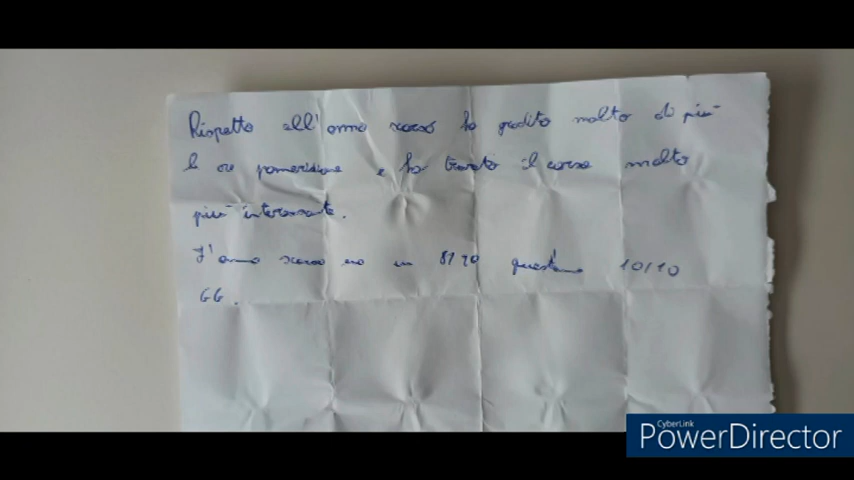 Rispetto all'anno scorso ho gradito molto di più
le ore pomeridiane e ho trovato il corso molto
più interessante.
L'anno scorso ero un 8/10 quest'anno 10/10
GG.
CyberLink
PowerDirector